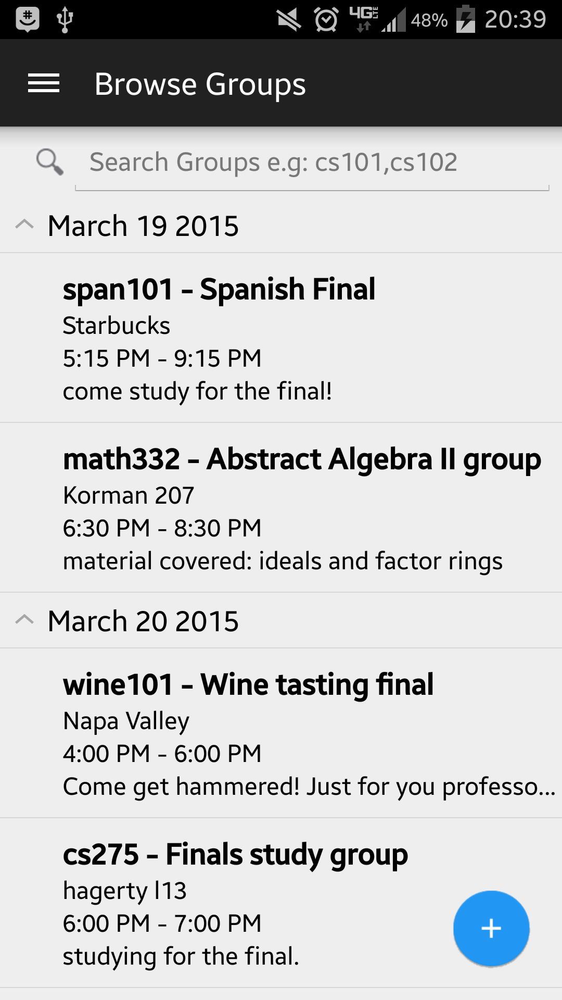 4G LTE 48% 20:39
Browse Groups
Search Groups e.g: cs101,cs102
March 19 2015
span101 - Spanish Final
Starbucks
5:15 PM - 9:15 PM
come study for the final!
math332 - Abstract Algebra II group
Korman 207
6:30 PM - 8:30 PM
material covered: ideals and factor rings
March 20 2015
wine101 - Wine tasting final
Napa Valley
4:00 PM - 6:00 PM
Come get hammered! Just for you professo...
cs275 - Finals study group
hagerty l13
6:00 PM - 7:00 PM
studying for the final.